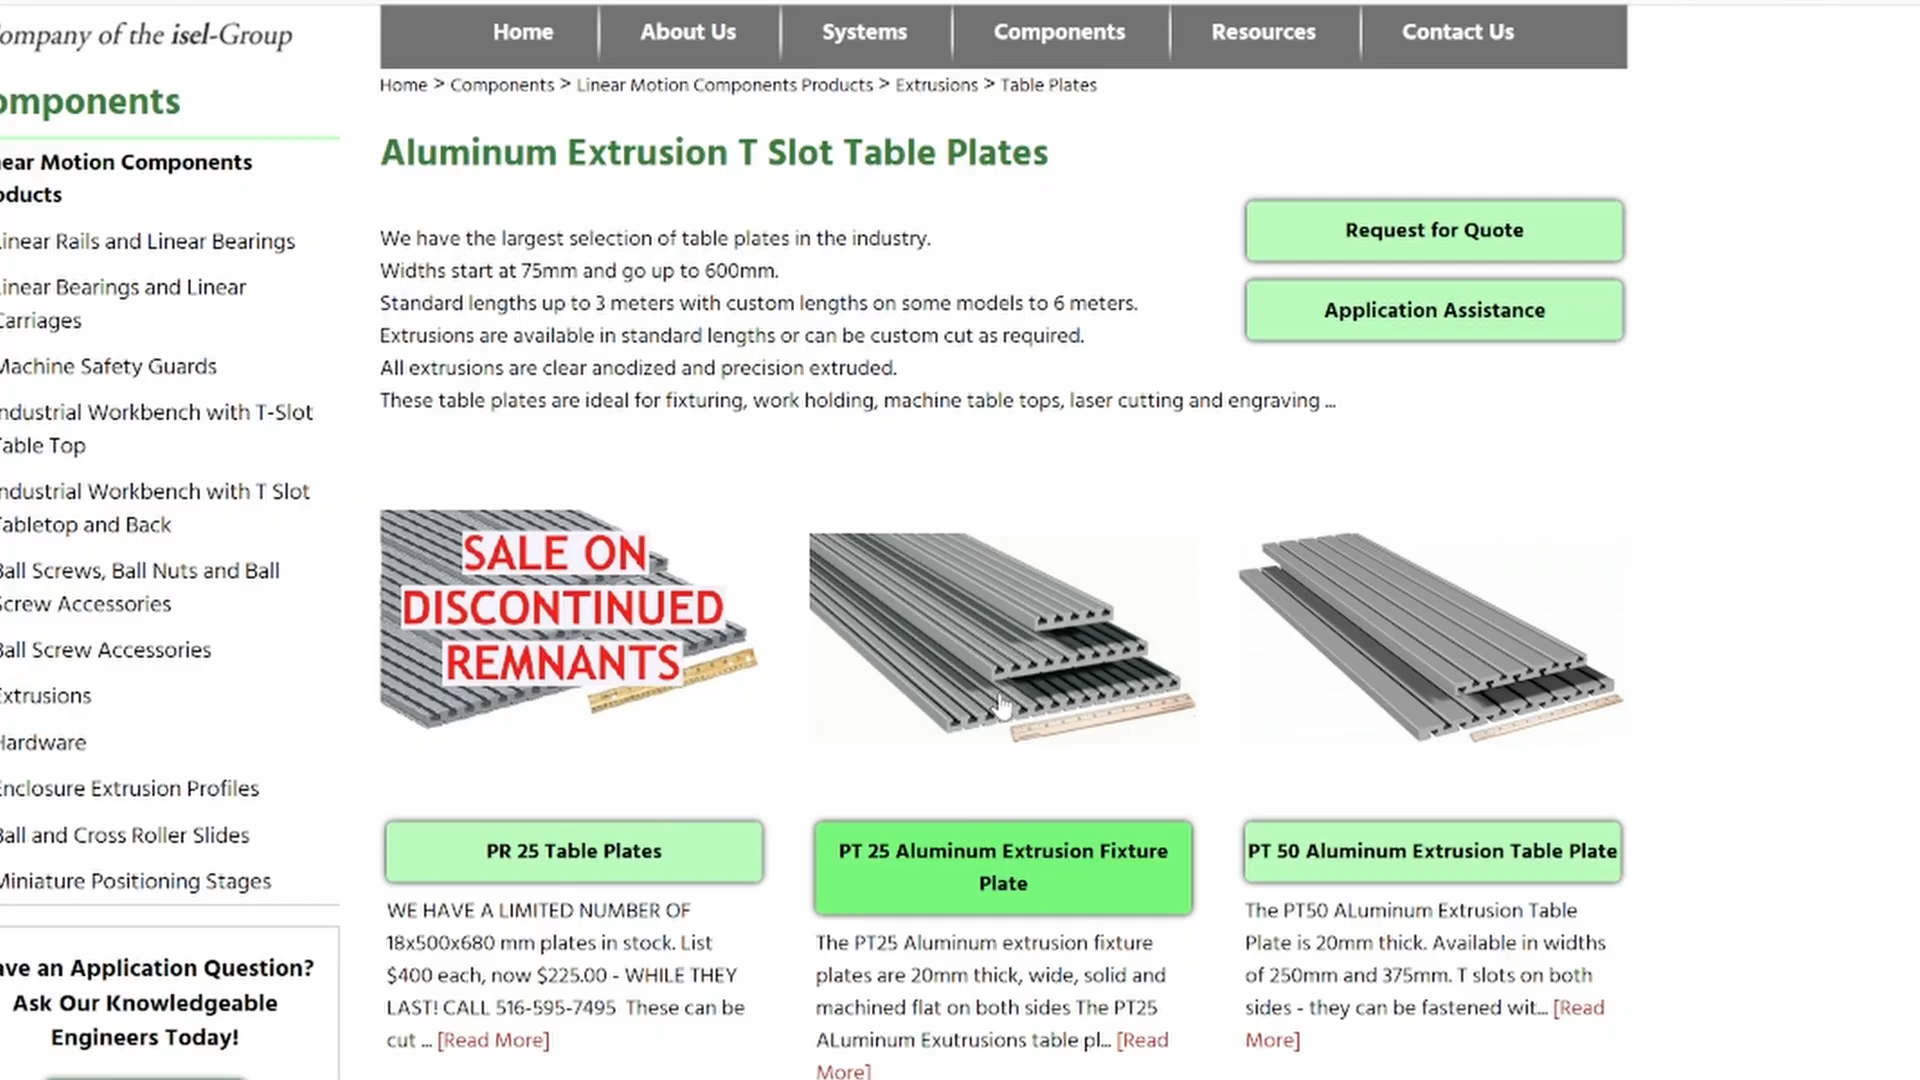 ompany of the isel-Group
Home
About Us
Systems
Components
Resources
Contact Us
Home > Components > Linear Motion Components Products > Extrusions > Table Plates
omponents
near Motion Components
oducts
Linear Rails and Linear Bearings
Linear Bearings and Linear
Carriages
Machine Safety Guards
Industrial Workbench with T-Slot
Table Top
Industrial Workbench with T Slot
Tabletop and Back
Ball Screws, Ball Nuts and Ball
Screw Accessories
Ball Screw Accessories
Extrusions
Hardware
Enclosure Extrusion Profiles
Ball and Cross Roller Slides
Miniature Positioning Stages
ave an Application Question?
Ask Our Knowledgeable
Engineers Today!
Aluminum Extrusion T Slot Table Plates
We have the largest selection of table plates in the industry.
Widths start at 75mm and go up to 600mm.
Standard lengths up to 3 meters with custom lengths on some models to 6 meters.
Extrusions are available in standard lengths or can be custom cut as required.
All extrusions are clear anodized and precision extruded.
These table plates are ideal for fixturing, work holding, machine table tops, laser cutting and engraving ...
Request for Quote
Application Assistance
SALE ON
DISCONTINUED
REMNANTS
PR 25 Table Plates
WE HAVE A LIMITED NUMBER OF
18x500x680 mm plates in stock. List
$400 each, now $225.00 - WHILE THEY
LAST! CALL 516-595-7495 These can be
cut ... [Read More]
PT 25 Aluminum Extrusion Fixture
Plate
The PT25 Aluminum extrusion fixture
plates are 20mm thick, wide, solid and
machined flat on both sides The PT25
ALuminum Exutrusions table pl... [Read
More]
PT 50 Aluminum Extrusion Table Plate
The PT50 ALuminum Extrusion Table
Plate is 20mm thick. Available in widths
of 250mm and 375mm. T slots on both
sides - they can be fastened wit... [Read
More]